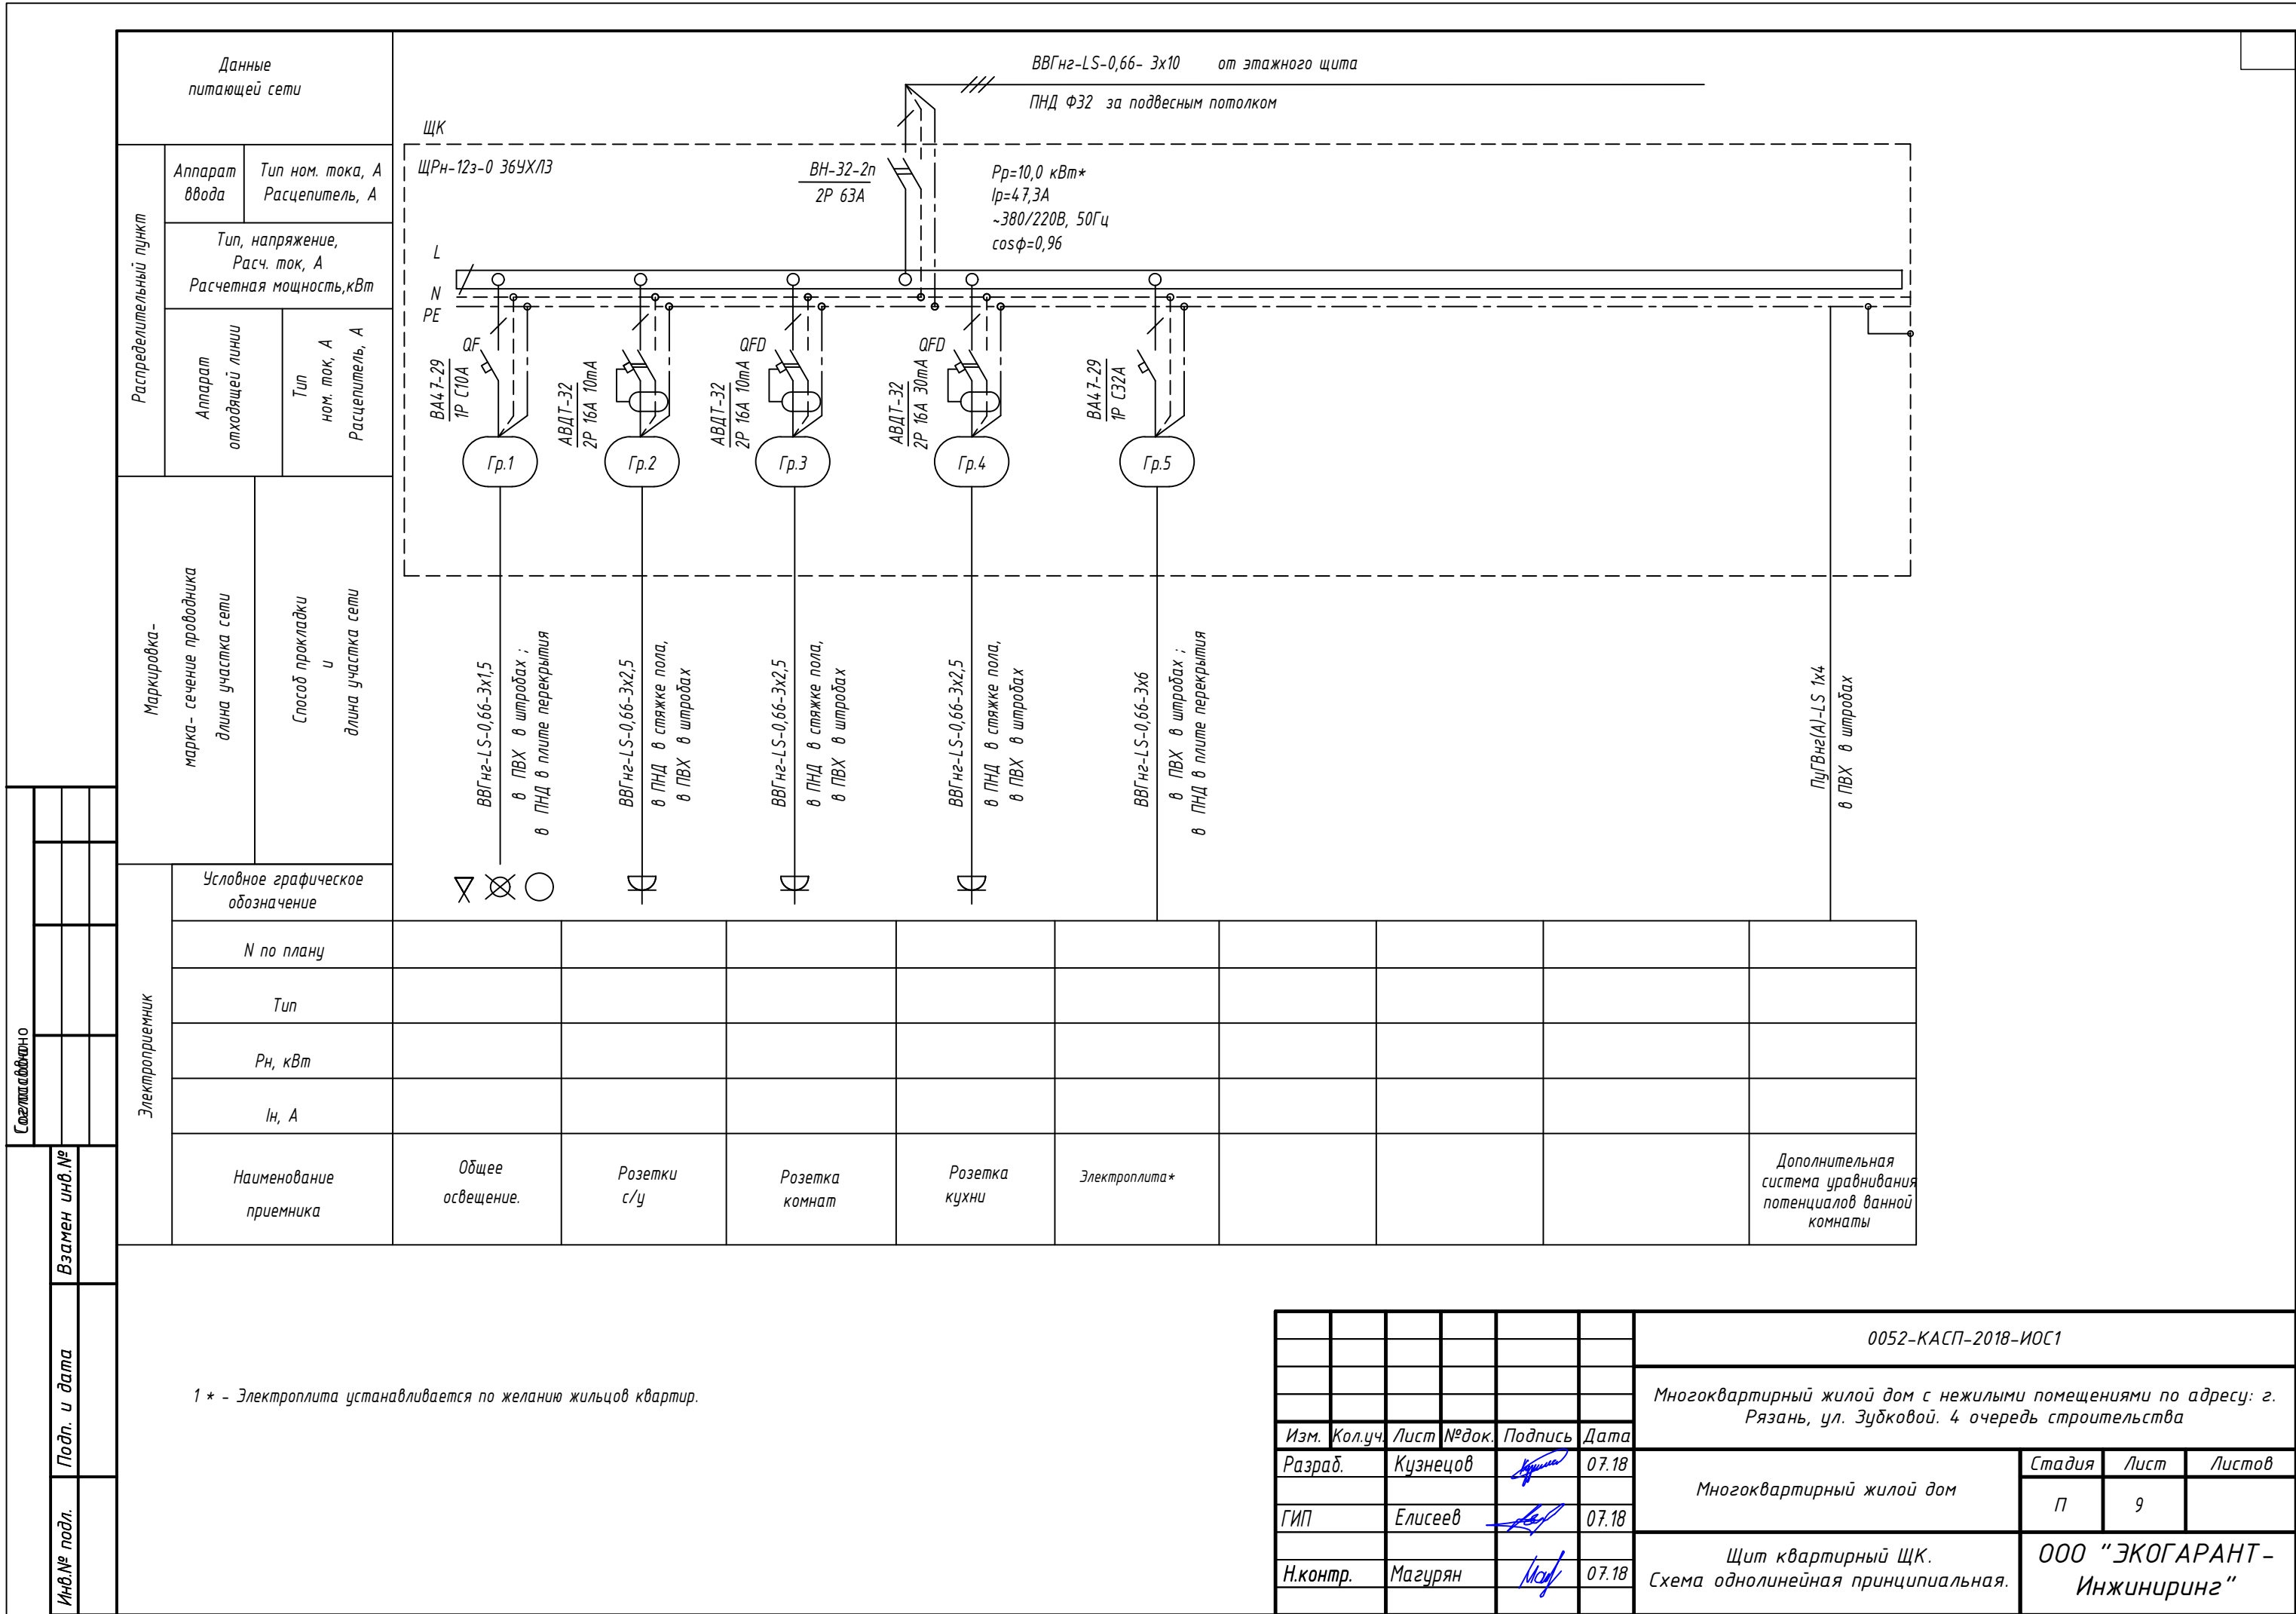 Данные
питающей сети
Распределительный пункт
Аппарат
ввода
Тип ном. тока, А
Расцепитель, А
Тип, напряжение,
Расч. ток, А
Расчетная мощность,кВт
Аппарат
отходящей линии
Тип
ном. ток, А
Расцепитель, А
Маркировка-
марка- сечение проводника
длина участка сети
Способ прокладки
и
длина участка сети
ВВГнг-LS-0,66- 3х10 от этажного щита
ПНД Ф32 за подвесным потолком
ЩК
ЩРн-12з-0 36УХЛ3
ВН-32-2п
2Р 63А
Рр=10,0 кВт*
Iр=47,3А
~380/220В, 50Гц
cosφ=0,96
L
N
PE
QF
ВА47-29
1Р С10А
АВДТ-32
2Р 16А 10mA
QFD
АВДТ-32
2Р 16А 10mA
QFD
АВДТ-32
2Р 16А 30mA
ВА47-29
1Р С32А
Гр.1
Гр.2
Гр.3
Гр.4
Гр.5
ВВГнг-LS-0,66-3х1,5
в ПВХ в штробах ;
в ПНД в плите перекрытия
ВВГнг-LS-0,66-3х2,5
в ПНД в стяжке пола,
в ПВХ в штробах
ВВГнг-LS-0,66-3х2,5
в ПНД в стяжке пола,
в ПВХ в штробах
ВВГнг-LS-0,66-3х2,5
в ПНД в стяжке пола,
в ПВХ в штробах
ВВГнг-LS-0,66-3х6
в ПВХ в штробах ;
в ПНД в плите перекрытия
ПуГВнг(А)-LS 1х4
в ПВХ в штробах
Электроприемник
Условное графическое
обозначение
N по плану
Тип
Рн, кВт
Iн, А
Наименование
приемника
Общее
освещение.
Розетки
с/у
Розетка
комнат
Розетка
кухни
Электроплита*
Дополнительная
система уравнивания
потенциалов ванной
комнаты
Взамен инв.№
Подп. и дата
Инв.№ подл.
1 * - Электроплита устанавливается по желанию жильцов квартир.
0052-КАСП-2018-ИОС1
Многоквартирный жилой дом с нежилыми помещениями по адресу: г.
Рязань, ул. Зубковой. 4 очередь строительства
Изм. Кол.уч. Лист №док. Подпись Дата
Разраб. Кузнецов 07.18
ГИП Елисеев 07.18
Н.контр. Магурян 07.18
Многоквартирный жилой дом
Стадия Лист Листов
П 9
Щит квартирный ЩК.
Схема однолинейная принципиальная.
ООО "ЭКОГАРАНТ-
Инжиниринг"